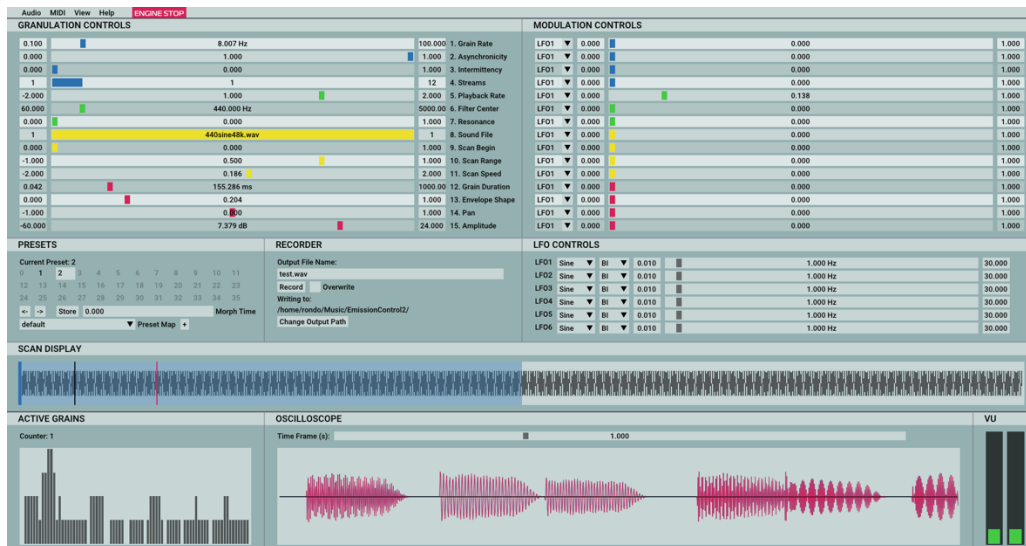 Audio MIDI View Help ENGINE STOP
GRANULATION CONTROLS
0.100 8.007 Hz 100.000 1. Grain Rate
0.000 1.000 1.000 2. Asynchronicity
0.000 0.000 1.000 3. Intermittency
1 1 12 4. Streams
-2.000 1.000 2.000 5. Playback Rate
60.000 440.000 Hz 5000.00 6. Filter Center
0.000 0.000 1.000 7. Resonance
1 440sine48k.wav 1 8. Sound File
0.000 0.000 1.000 9. Scan Begin
-1.000 0.500 1.000 10. Scan Range
-2.000 0.186 2.000 11. Scan Speed
0.042 155.286 ms 1000.00 12. Grain Duration
0.000 0.204 1.000 13. Envelope Shape
-1.000 0.000 1.000 14. Pan
-60.000 7.379 dB 24.000 15. Amplitude
MODULATION CONTROLS
LFO1 ▼ 0.000 0.000 1.000
LFO1 ▼ 0.000 0.000 1.000
LFO1 ▼ 0.000 0.000 1.000
LFO1 ▼ 0.000 0.000 1.000
LFO1 ▼ 0.000 0.138 1.000
LFO1 ▼ 0.000 0.000 1.000
LFO1 ▼ 0.000 0.000 1.000
LFO1 ▼ 0.000 0.000 1.000
LFO1 ▼ 0.000 0.000 1.000
LFO1 ▼ 0.000 0.000 1.000
LFO1 ▼ 0.000 0.000 1.000
LFO1 ▼ 0.000 0.000 1.000
LFO1 ▼ 0.000 0.000 1.000
LFO1 ▼ 0.000 0.000 1.000
LFO1 ▼ 0.000 0.000 1.000
PRESETS
Current Preset: 2
0 1 2 3 4 5 6 7 8 9 10 11
12 13 14 15 16 17 18 19 20 21 22 23
24 25 26 27 28 29 30 31 32 33 34 35
<- -> Store 0.000 Morph Time
default ▼ Preset Map +
RECORDER
Output File Name:
test.wav
Record Overwrite
Writing to:
/home/rondo/Music/EmissionControl2/
Change Output Path
LFO CONTROLS
LFO1 Sine ▼ BI ▼ 0.010 1.000 Hz 30.000
LFO2 Sine ▼ BI ▼ 0.010 1.000 Hz 30.000
LFO3 Sine ▼ BI ▼ 0.010 1.000 Hz 30.000
LFO4 Sine ▼ BI ▼ 0.010 1.000 Hz 30.000
LFO5 Sine ▼ BI ▼ 0.010 1.000 Hz 30.000
LFO6 Sine ▼ BI ▼ 0.010 1.000 Hz 30.000
SCAN DISPLAY
ACTIVE GRAINS
Counter: 1
OSCILLOSCOPE
Time Frame (s): 1.000
VU